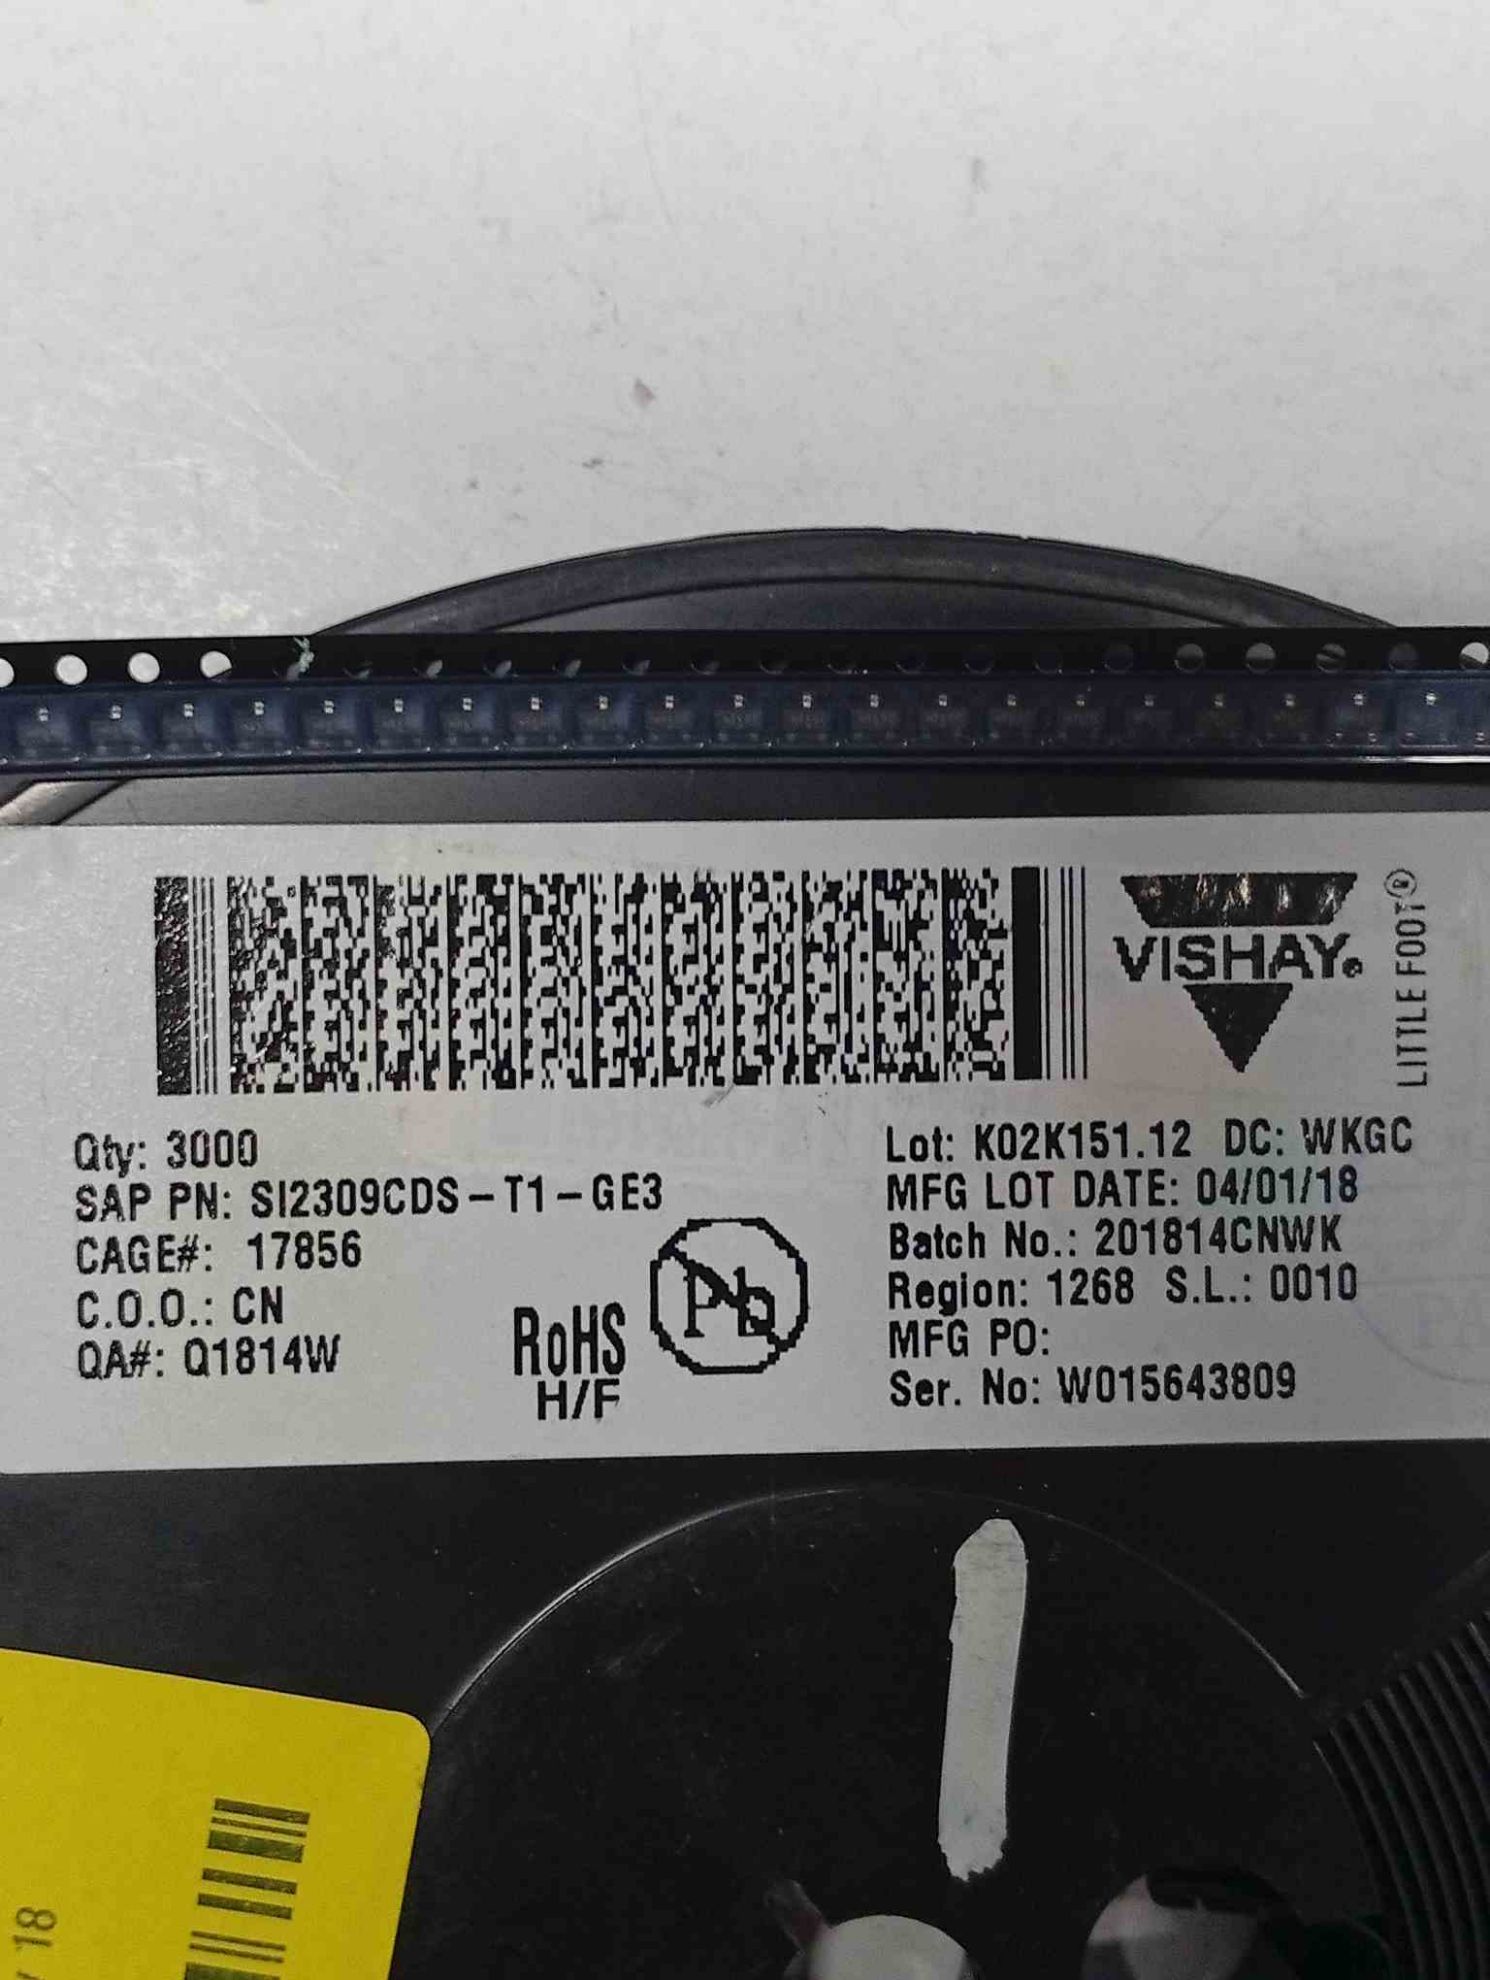 VISHAY®
LITTLE FOOT®
Qty: 3000
SAP PN: SI2309CDS-T1-GE3
CAGE#: 17856
C.O.O.: CN
QA#: Q1814W
RoHS
H/F
Pb
Lot: K02K151.12 DC: WKGC
MFG LOT DATE: 04/01/18
Batch No.: 201814CNWK
Region: 1268 S.L.: 0010
MFG PO:
Ser. No: W015643809
18